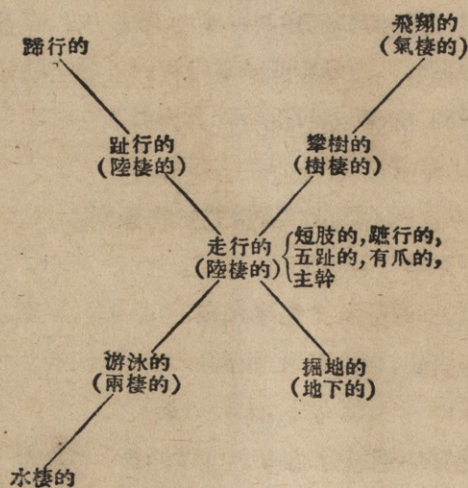 飛翔的
(氣棲的)
蹄行的
趾行的
(陸棲的)
攀樹的
(樹棲的)
走行的
(陸棲的)
短肢的,蹠行的,
五趾的,有爪的,
主幹
游泳的
(兩棲的)
掘地的
(地下的)
水棲的